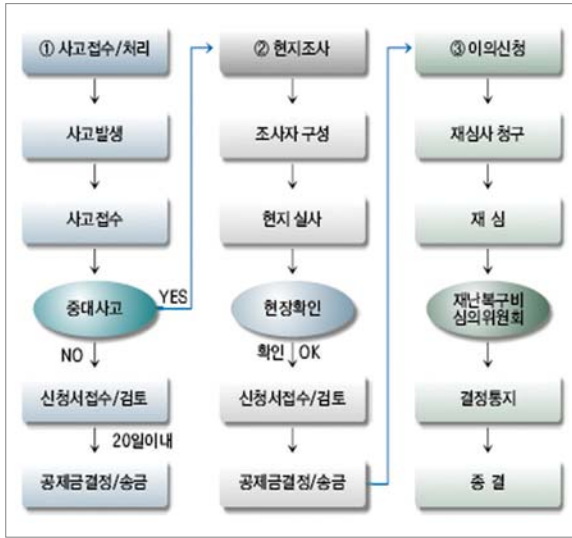 ① 사고접수/처리
사고발생
사고접수
중대사고
YES
NO
신청서접수/검토
20일이내
공제금결정/송금
② 현지조사
조사자 구성
현지 실사
현장확인
확인 OK
신청서접수/검토
공제금결정/송금
③ 이의신청
재심사 청구
재 심
재난복구비
심의위원회
결정통지
종 결